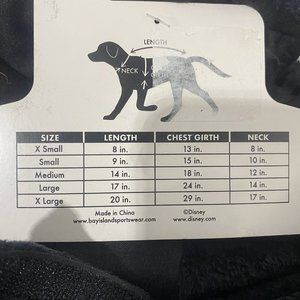 LENGTH
NECK
SIZE LENGTH CHEST GIRTH NECK
X Small 8 in. 13 in. 8 in.
Small 9 in. 15 in. 10 in.
Medium 14 in. 18 in. 12 in.
Large 17 in. 24 in. 14 in.
X Large 20 in. 29 in. 17 in.
Made in China ©Disney
www.bayislandsportswear.com www.disney.com